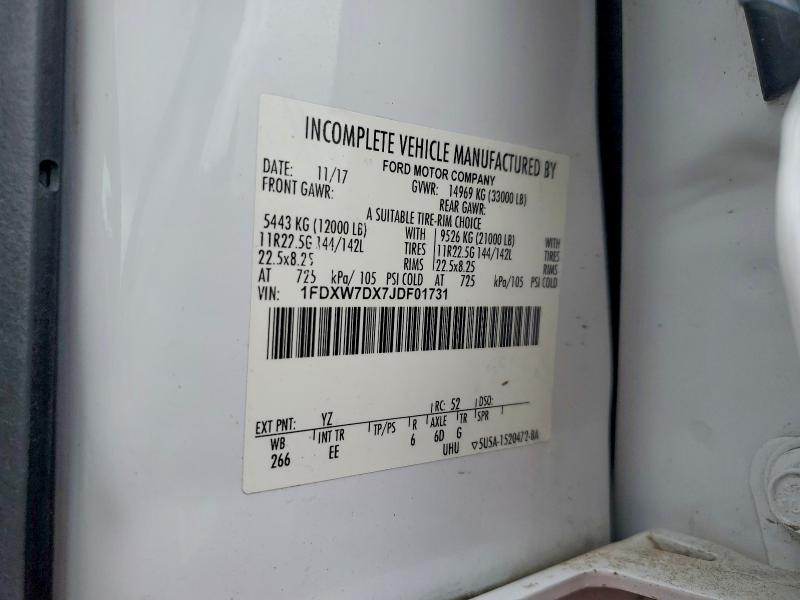 INCOMPLETE VEHICLE MANUFACTURED BY
FORD MOTOR COMPANY
DATE: 11/17 GVWR: 14969 KG (33000 LB)
FRONT GAWR: REAR GAWR:
A SUITABLE TIRE-RIM CHOICE
5443 KG (12000 LB) WITH 9526 KG (21000 LB) WITH
11R22.5G 144/142L TIRES 11R22.5G 144/142L TIRES
22.5x8.25 RIMS 22.5x8.25 RIMS
AT 725 kPa/ 105 PSI COLD AT 725 kPa/105 PSI COLD
VIN: 1FDXW7DX7JDF01731
EXT PNT: YZ RC: 52 DSO:
WB INT TR TP/PS R AXLE TR SPR
266 EE 6 6D G
UHU ▽5U5A-1520472-BA